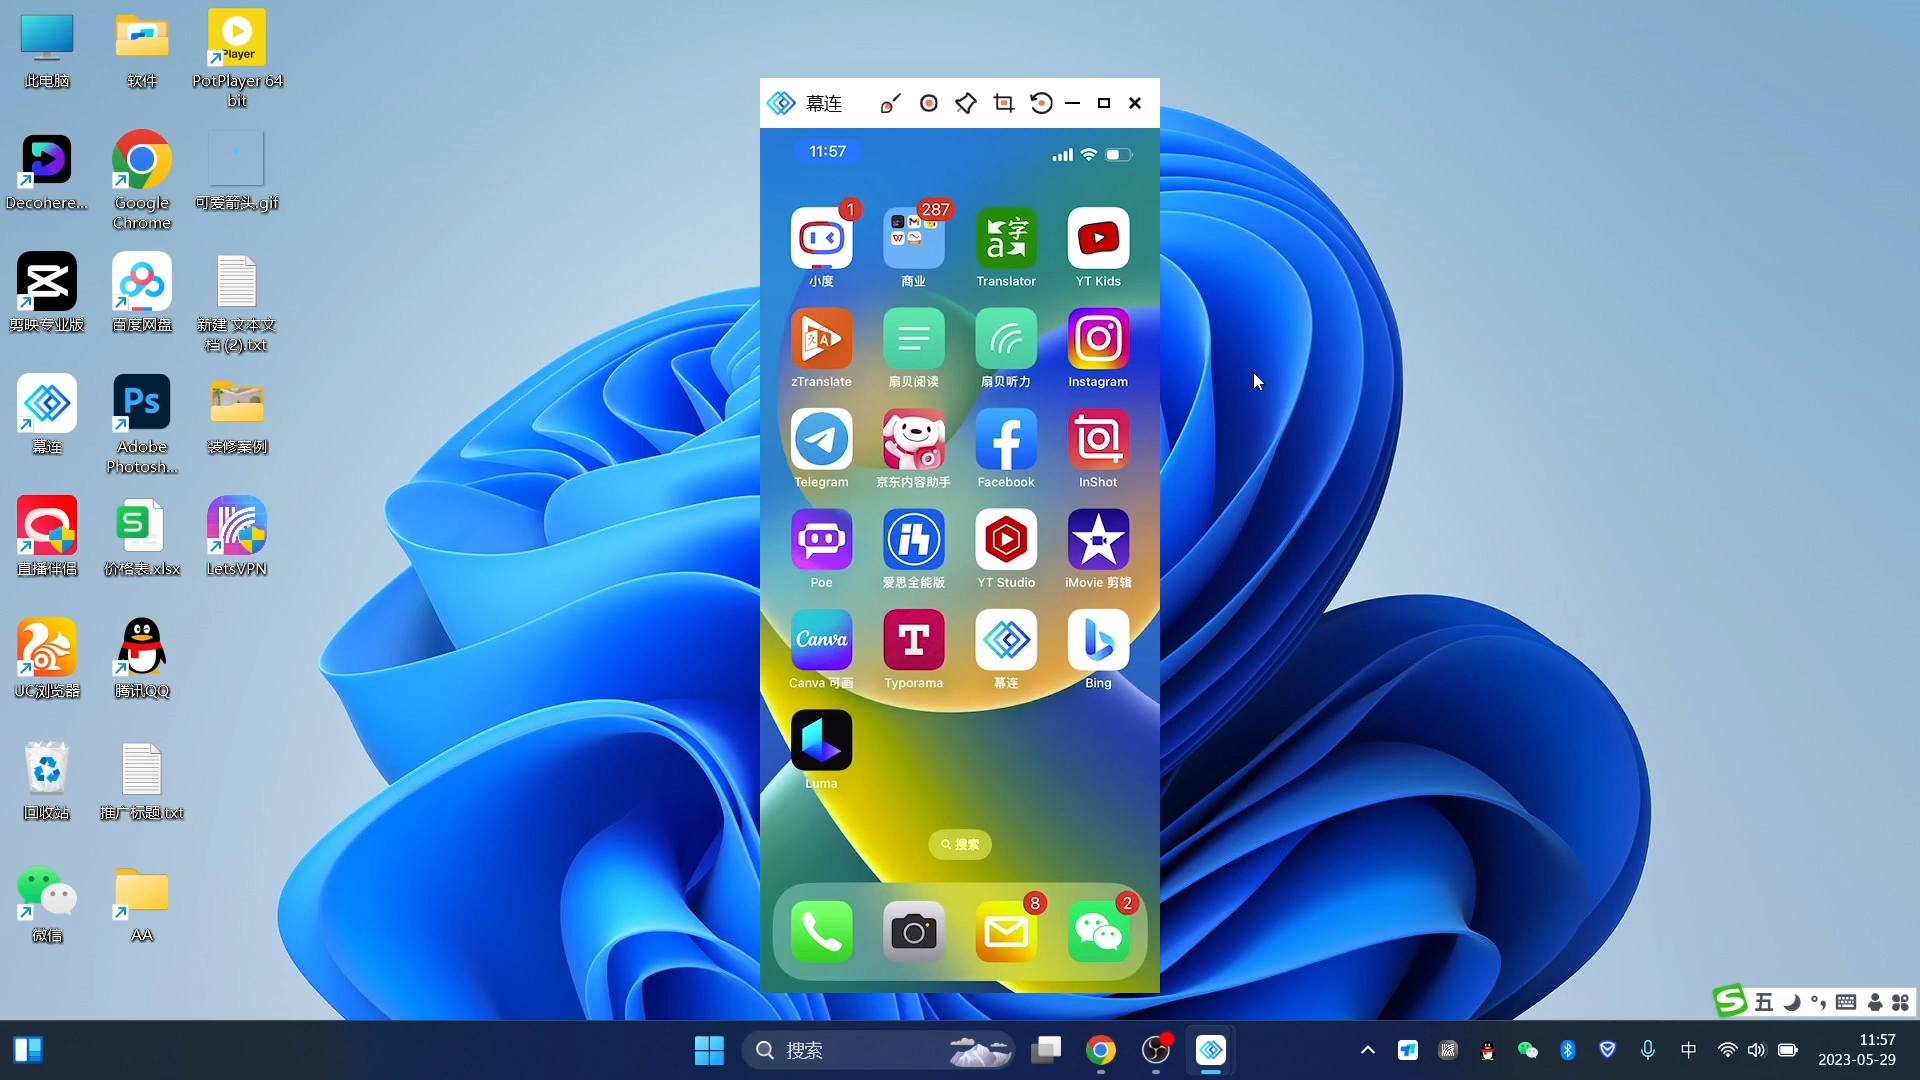 此电脑
软件
Player
PotPlayer 64
bit
Decohere...
Google
Chrome
可爱箭头.gif
剪映专业版
百度网盘
新建 文本文
档 (2).txt
幕连
Ps
Adobe
Photosh...
装修案例
直播伴侣
S
价格表.xlsx
LetsVPN
UC浏览器
腾讯QQ
回收站
推广标题.txt
微信
AA
幕连
11:57
1
287
小度
商业
字
a
Translator
YT Kids
A
zTranslate
扇贝阅读
扇贝听力
Instagram
Telegram
京东内容助手
Facebook
InShot
Poe
爱思全能版
YT Studio
iMovie 剪辑
Canva
T
Canva 可画
Typorama
幕连
Bing
Luma
搜索
8
2
S
五
搜索
中
11:57
2023-05-29